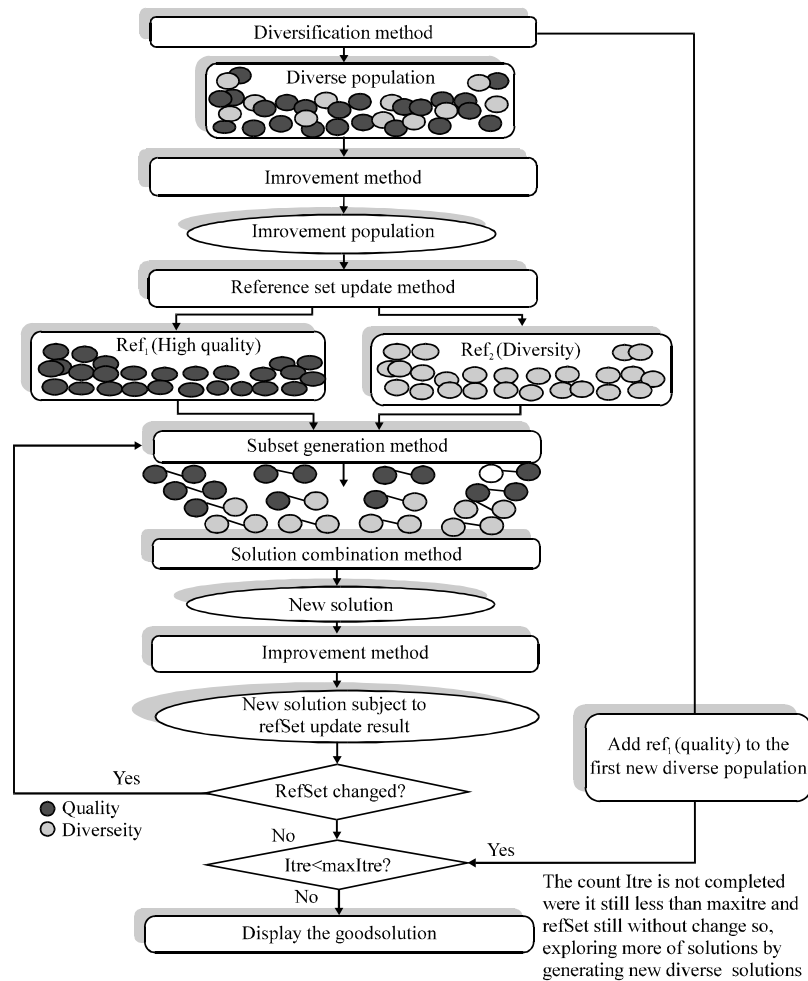 Diversification method
Diverse population
Imrovement method
Imrovement population
Reference set update method
Ref₁ (High quality)
Ref₂ (Diversity)
Subset generation method
Solution combination method
New solution
Improvement method
New solution subject to
refSet update result
Add ref₁ (quality) to the
first new diverse population
Yes
RefSet changed?
Quality
Diverseity
No
Itre<maxItre?
Yes
No
Display the goodsolution
The count Itre is not completed
were it still less than maxitre and
refSet still without change so,
exploring more of solutions by
generating new diverse solutions